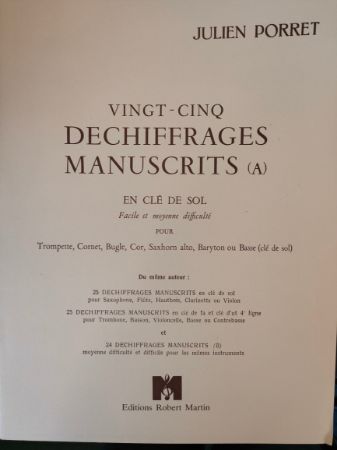 JULIEN PORRET
VINGT-CINQ
DECHIFFRAGES
MANUSCRITS (A)
EN CLÉ DE SOL
Facile et moyenne difficulté
POUR
Trompette, Cornet, Bugle, Cor, Saxhorn alto, Baryton ou Basse (clé de sol)
Du même auteur :
25 DECHIFFRAGES MANUSCRITS en clé de sol
pour Saxophone, Flûte, Hautbois, Clarinette ou Violon
25 DECHIFFRAGES MANUSCRITS en clé de fa et clé d'ut 4e ligne
pour Trombone, Basson, Violoncelle, Basse ou Contrebasse
et
24 DECHIFFRAGES MANUSCRITS (B)
moyenne difficulté et difficile pour les mêmes instruments
Editions Robert Martin